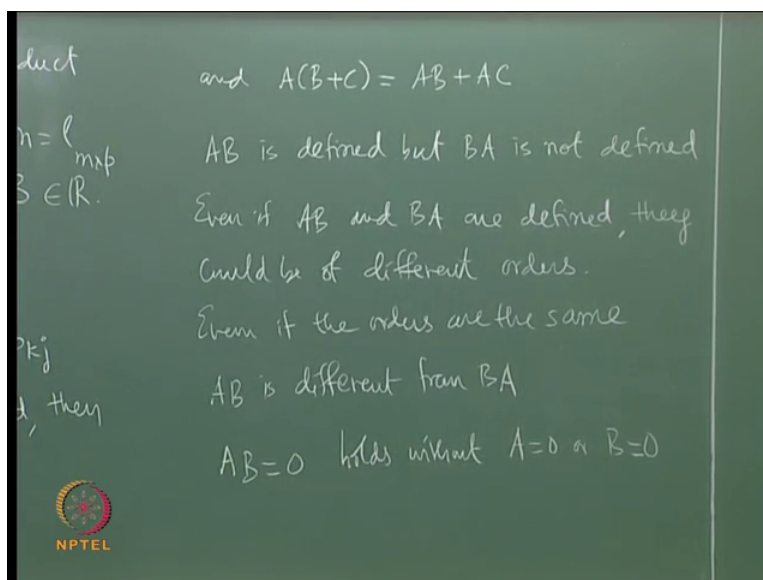 duct
n = l
m×p
B ∈ ℝ.
Pkj
d, they
and A(B+C) = AB + AC
AB is defined but BA is not defined
Even if AB and BA are defined, they
could be of different orders.
Even if the orders are the same
AB is different from BA
AB=0 holds without A=0 or B=0
NPTEL